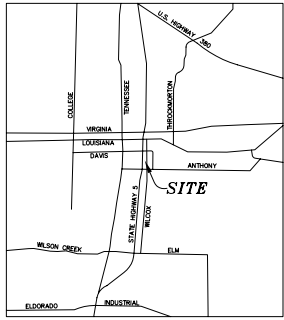 U.S. HIGHWAY 380
COLLEGE
TENNESSEE
THROCKMORTON
VIRGINIA
LOUISIANA
DAVIS
ANTHONY
SITE
STATE HIGHWAY 5
WILCOX
WILSON CREEK
ELM
ELDORADO
INDUSTRIAL